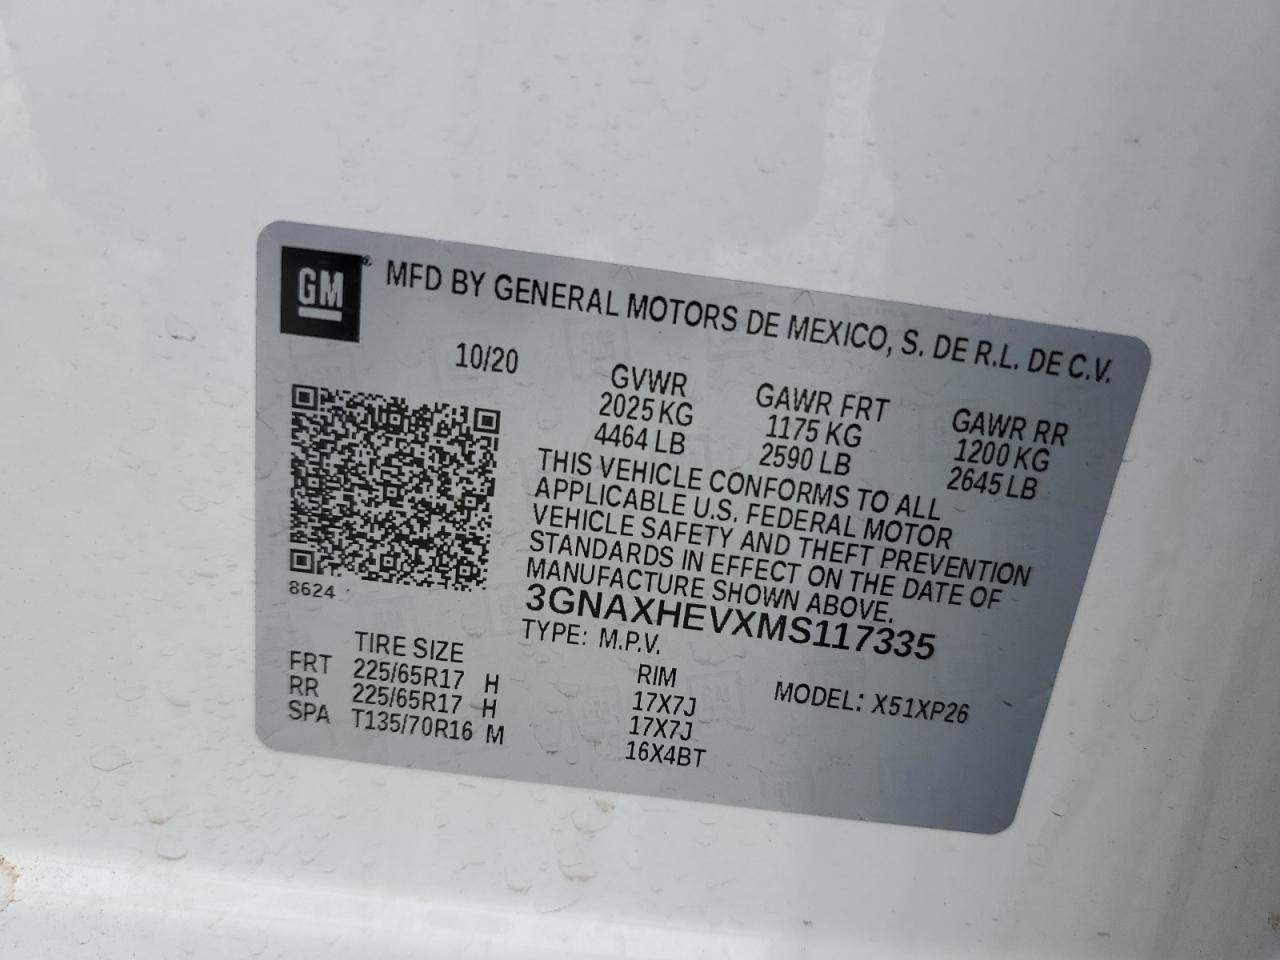 GM
MFD BY GENERAL MOTORS DE MEXICO, S. DE R.L. DE C.V.
10/20
GVWR GAWR FRT GAWR RR
2025 KG 1175 KG 1200 KG
4464 LB 2590 LB 2645 LB
THIS VEHICLE CONFORMS TO ALL
APPLICABLE U.S. FEDERAL MOTOR
VEHICLE SAFETY AND THEFT PREVENTION
STANDARDS IN EFFECT ON THE DATE OF
MANUFACTURE SHOWN ABOVE.
8624
3GNAXHEVXMS117335
TYPE: M.P.V.
MODEL: X51XP26
TIRE SIZE RIM
FRT 225/65R17 H 17X7J
RR 225/65R17 H 17X7J
SPA T135/70R16 M 16X4BT